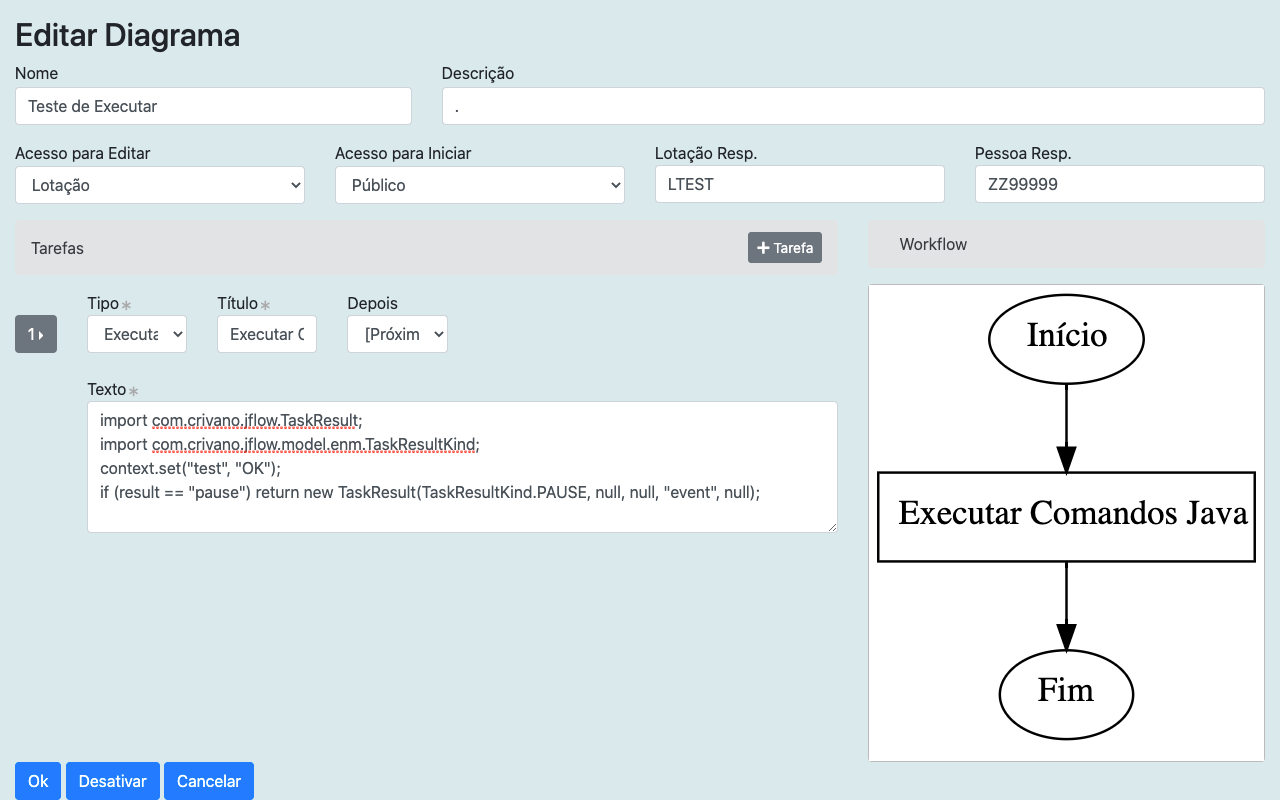 Editar Diagrama
Nome
Descrição
Teste de Executar
.
Acesso para Editar
Acesso para Iniciar
Lotação Resp.
Pessoa Resp.
Lotação
Público
LTEST
ZZ99999
Tarefas
+ Tarefa
Workflow
Tipo *
Título *
Depois
1
Executa
Executar C
[Próxim
Texto *
import com.crivano.jflow.TaskResult;
import com.crivano.jflow.model.enm.TaskResultKind;
context.set("test", "OK");
if (result == "pause") return new TaskResult(TaskResultKind.PAUSE, null, null, "event", null);
Início
Executar Comandos Java
Fim
Ok
Desativar
Cancelar